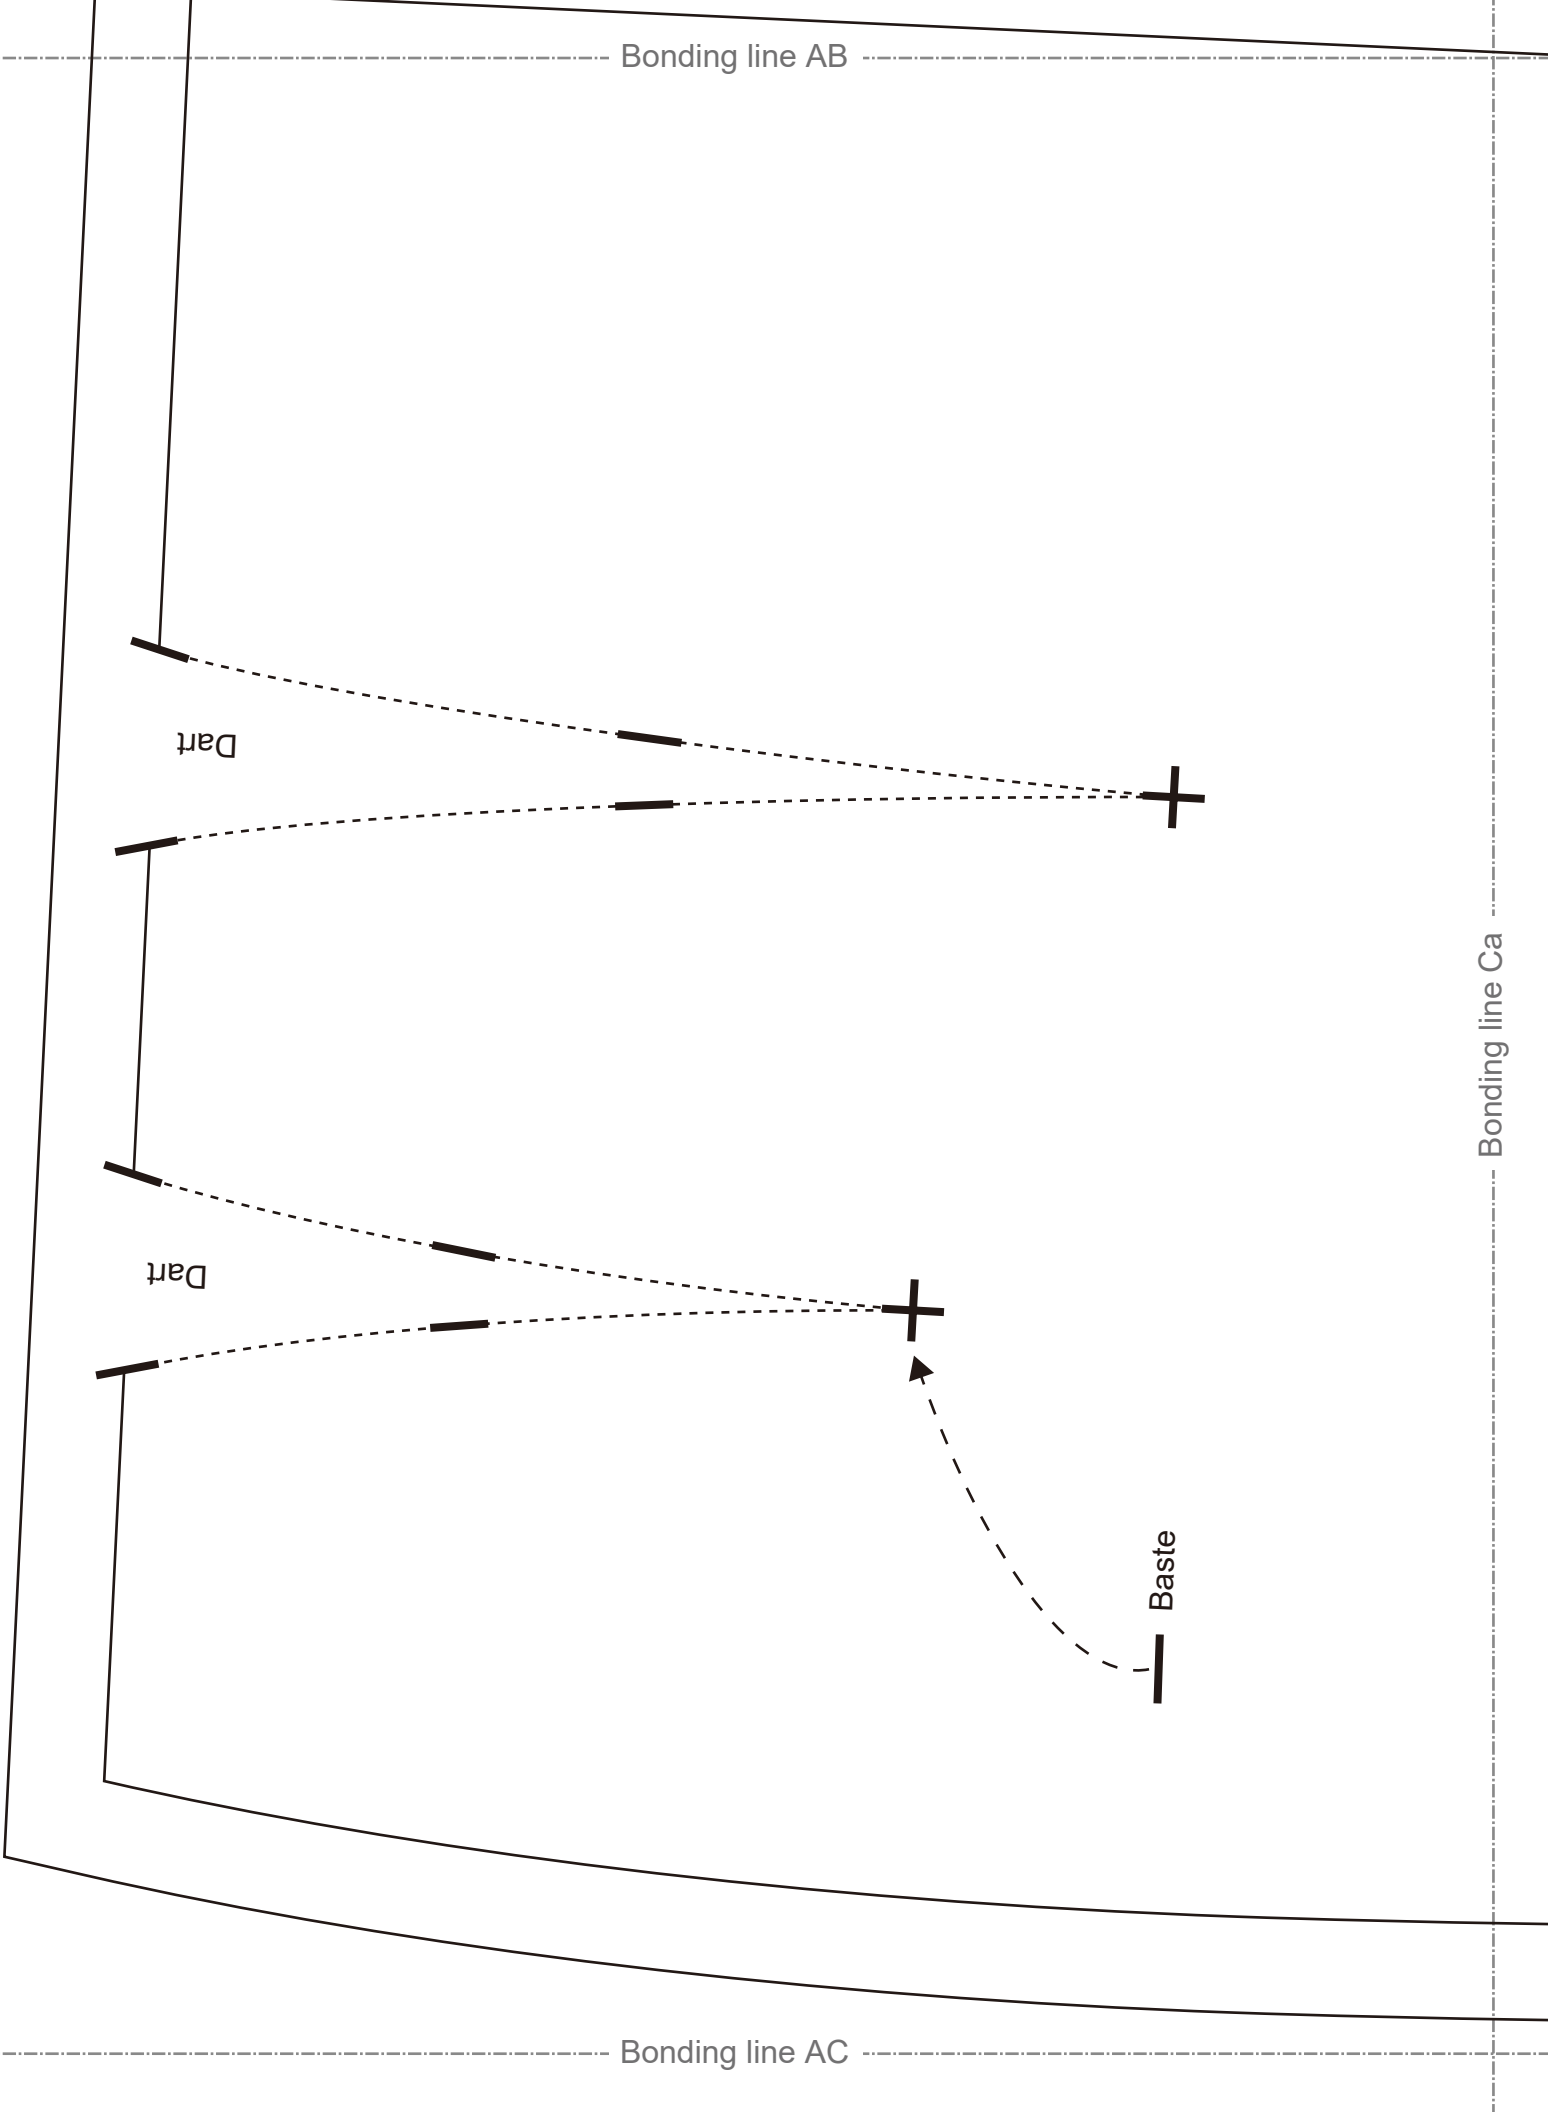 Bonding line AB
Dart
Bonding line Ca
Dart
Baste
Bonding line AC